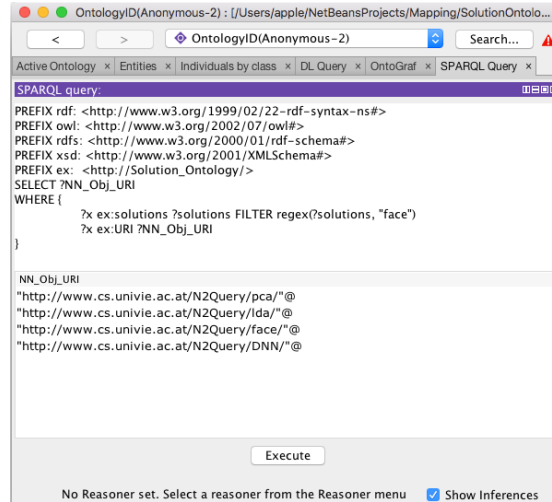 OntologyID(Anonymous-2) : [/Users/apple/NetBeansProjects/Mapping/SolutionOntolo...
< > OntologyID(Anonymous-2) Search...
Active Ontology × Entities × Individuals by class × DL Query × OntoGraf × SPARQL Query ×
SPARQL query:
PREFIX rdf: <http://www.w3.org/1999/02/22-rdf-syntax-ns#>
PREFIX owl: <http://www.w3.org/2002/07/owl#>
PREFIX rdfs: <http://www.w3.org/2000/01/rdf-schema#>
PREFIX xsd: <http://www.w3.org/2001/XMLSchema#>
PREFIX ex: <http://Solution_Ontology/>
SELECT ?NN_Obj_URI
WHERE {
?x ex:solutions ?solutions FILTER regex(?solutions, "face")
?x ex:URI ?NN_Obj_URI
}
NN_Obj_URI
"http://www.cs.univie.ac.at/N2Query/pca/"@
"http://www.cs.univie.ac.at/N2Query/lda/"@
"http://www.cs.univie.ac.at/N2Query/face/"@
"http://www.cs.univie.ac.at/N2Query/DNN/"@
Execute
No Reasoner set. Select a reasoner from the Reasoner menu Show Inferences